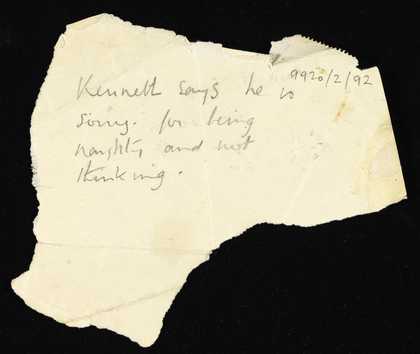 Kenneth says he is
9920/2/92
sorry. for being
naughty and not
thinking.